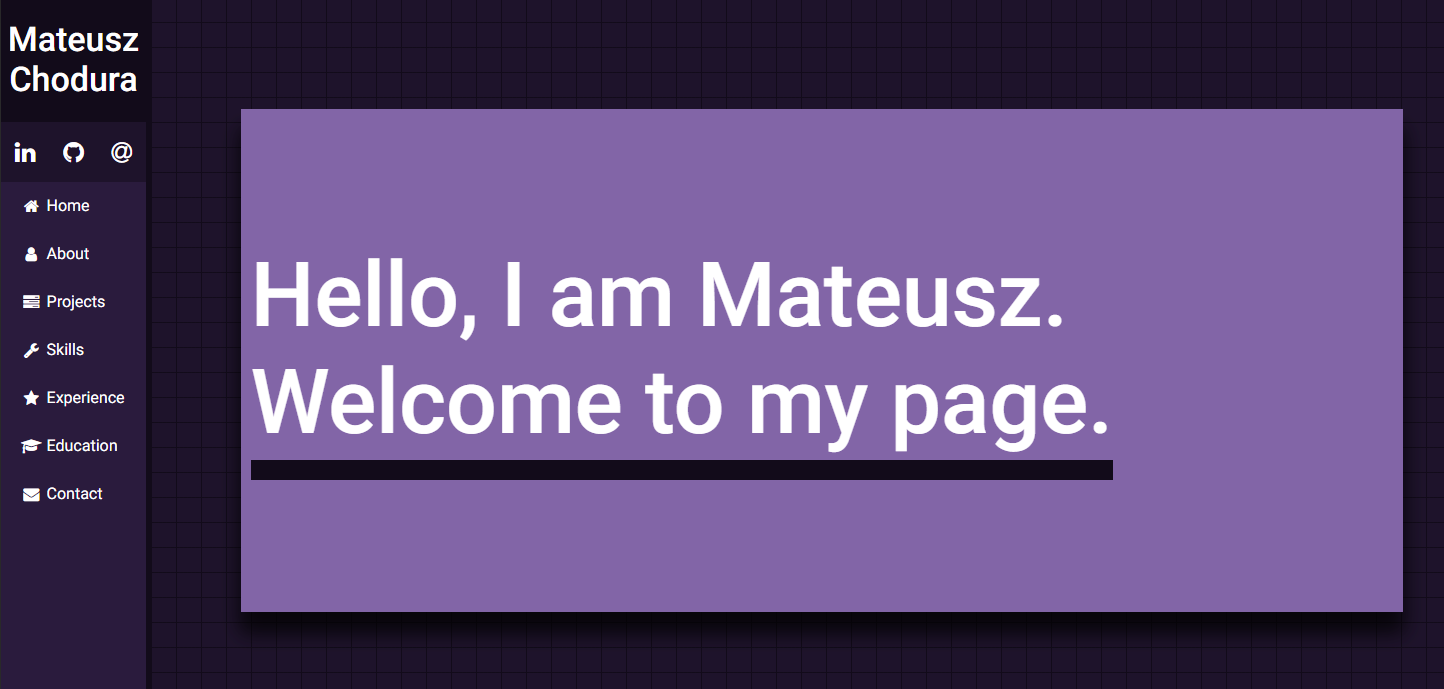 Mateusz
Chodura
in
@
Home
About
Projects
Skills
Experience
Education
Contact
Hello, I am Mateusz.
Welcome to my page.